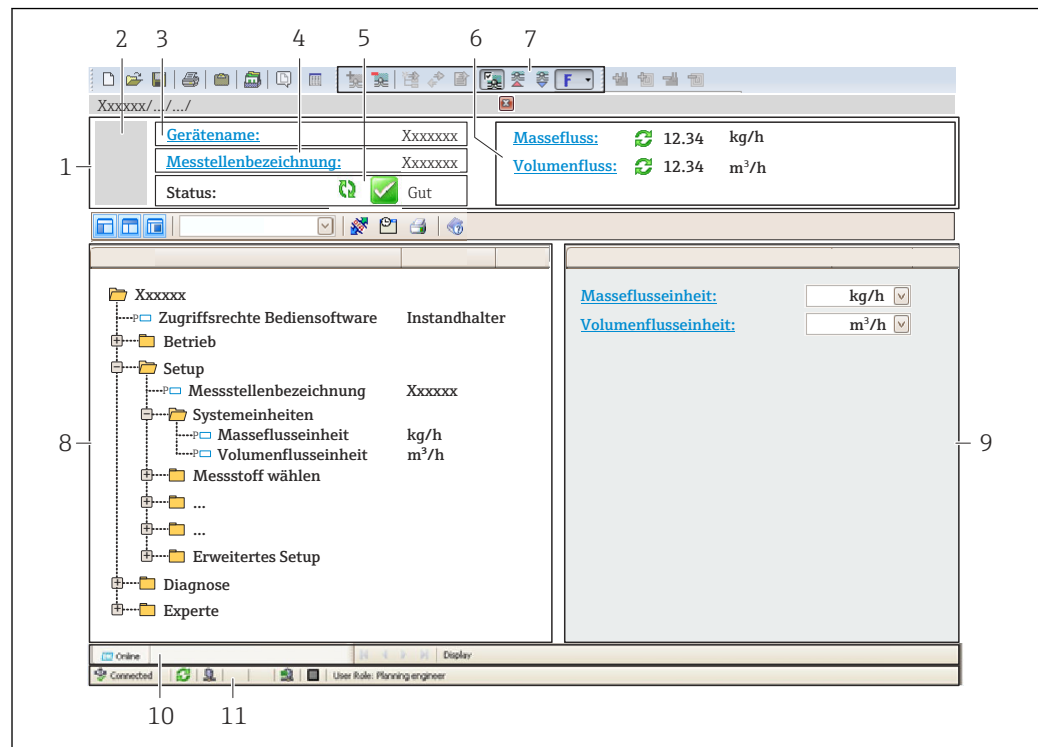 2 3 4 5 6 7
F
Xxxxxx/.../.../
1
Gerätename: Xxxxxxx
Messtellenbezeichnung: Xxxxxxx
Status: Gut
Massefluss: 12.34 kg/h
Volumenfluss: 12.34 m³/h
Xxxxxx
P Zugriffsrechte Bediensoftware Instandhalter
Betrieb
Setup
P Messstellenbezeichnung Xxxxxx
Systemeinheiten
P Masseflusseinheit kg/h
P Volumenflusseinheit m³/h
Messstoff wählen
...
...
Erweitertes Setup
Diagnose
Experte
8
Masseflusseinheit: kg/h
Volumenflusseinheit: m³/h
9
Online Display
Connected User Role: Planning engineer
10 11